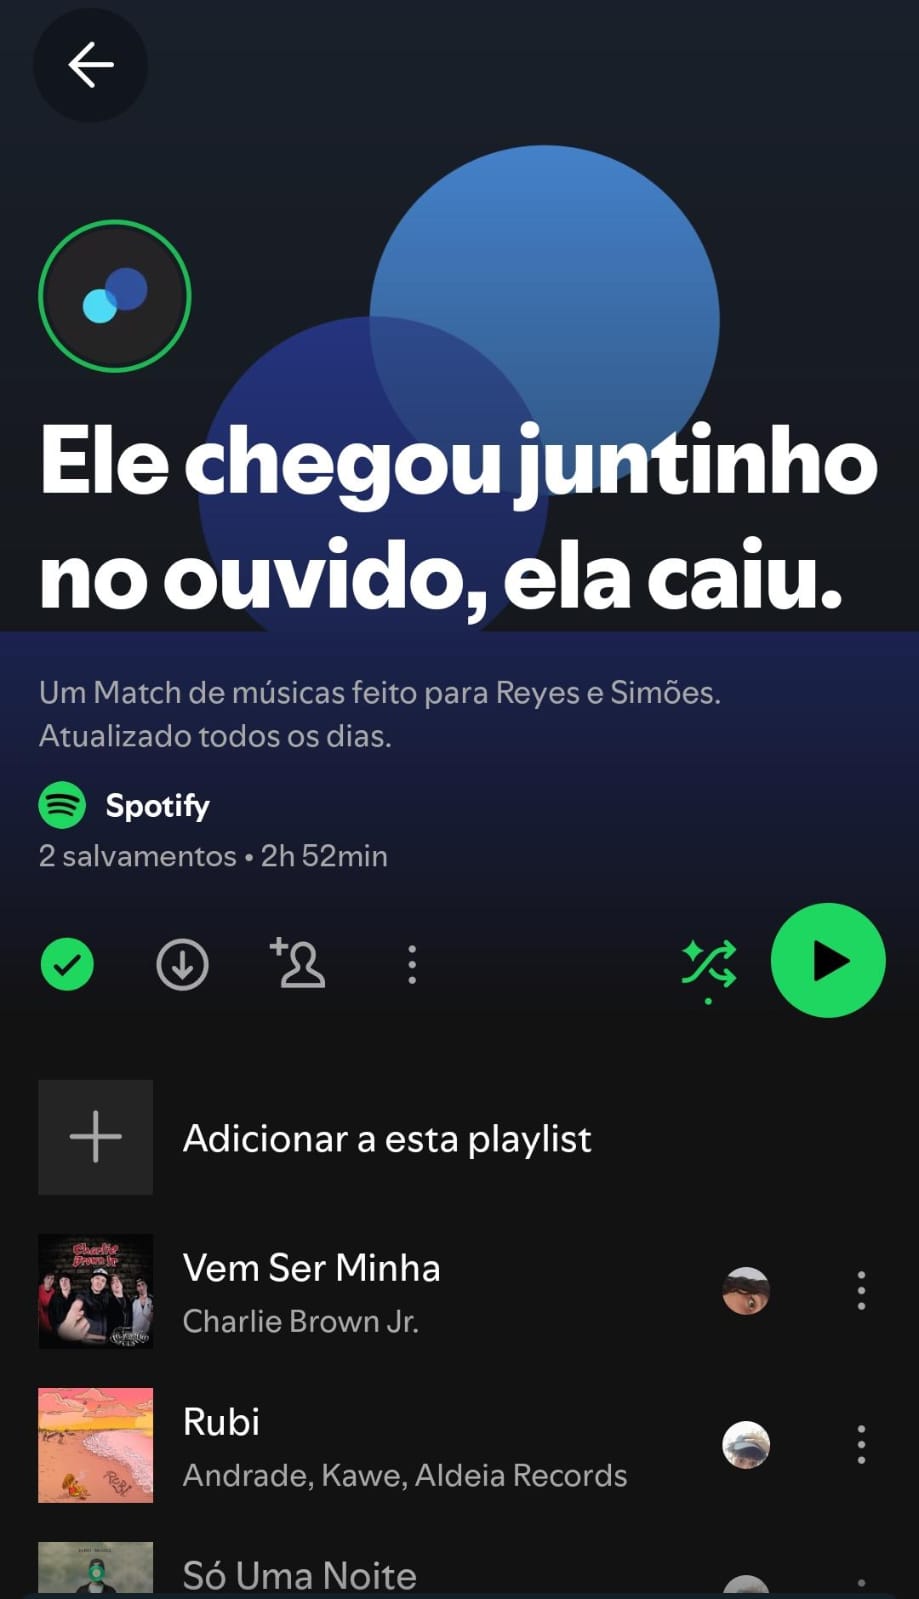 Ele chegou juntinho
no ouvido, ela caiu.
Um Match de músicas feito para Reyes e Simões.
Atualizado todos os dias.
Spotify
2 salvamentos • 2h 52min
Adicionar a esta playlist
Charlie
Brown Jr
Vem Ser Minha
Charlie Brown Jr.
RUBI
Rubi
Andrade, Kawe, Aldeia Records
Só Uma Noite